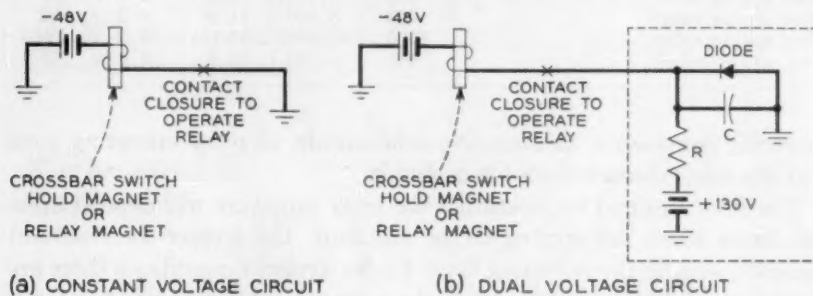 -48V
CONTACT
CLOSURE TO
OPERATE
RELAY
CROSSBAR SWITCH
HOLD MAGNET
OR
RELAY MAGNET
(a) CONSTANT VOLTAGE CIRCUIT
-48V
CONTACT
CLOSURE TO
OPERATE
RELAY
CROSSBAR SWITCH
HOLD MAGNET
OR
RELAY MAGNET
DIODE
C
R
+130 V
(b) DUAL VOLTAGE CIRCUIT